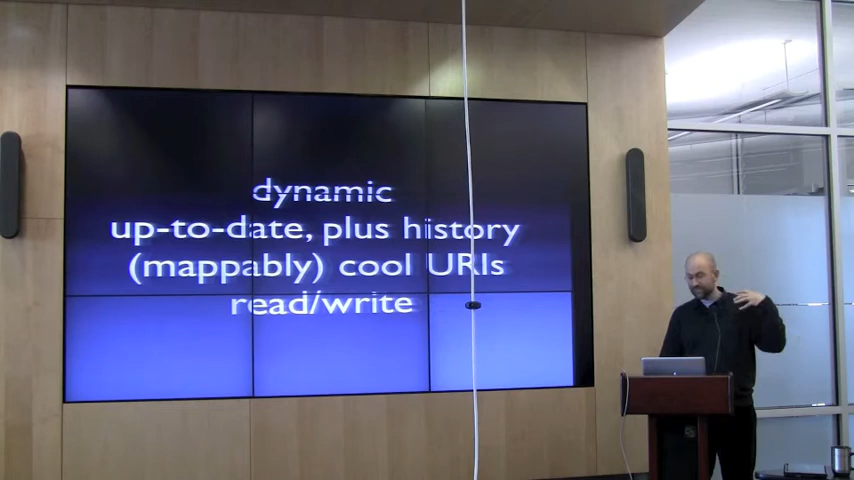 dynamic
up-to-date, plus history
(mappably) cool URIs
read/write